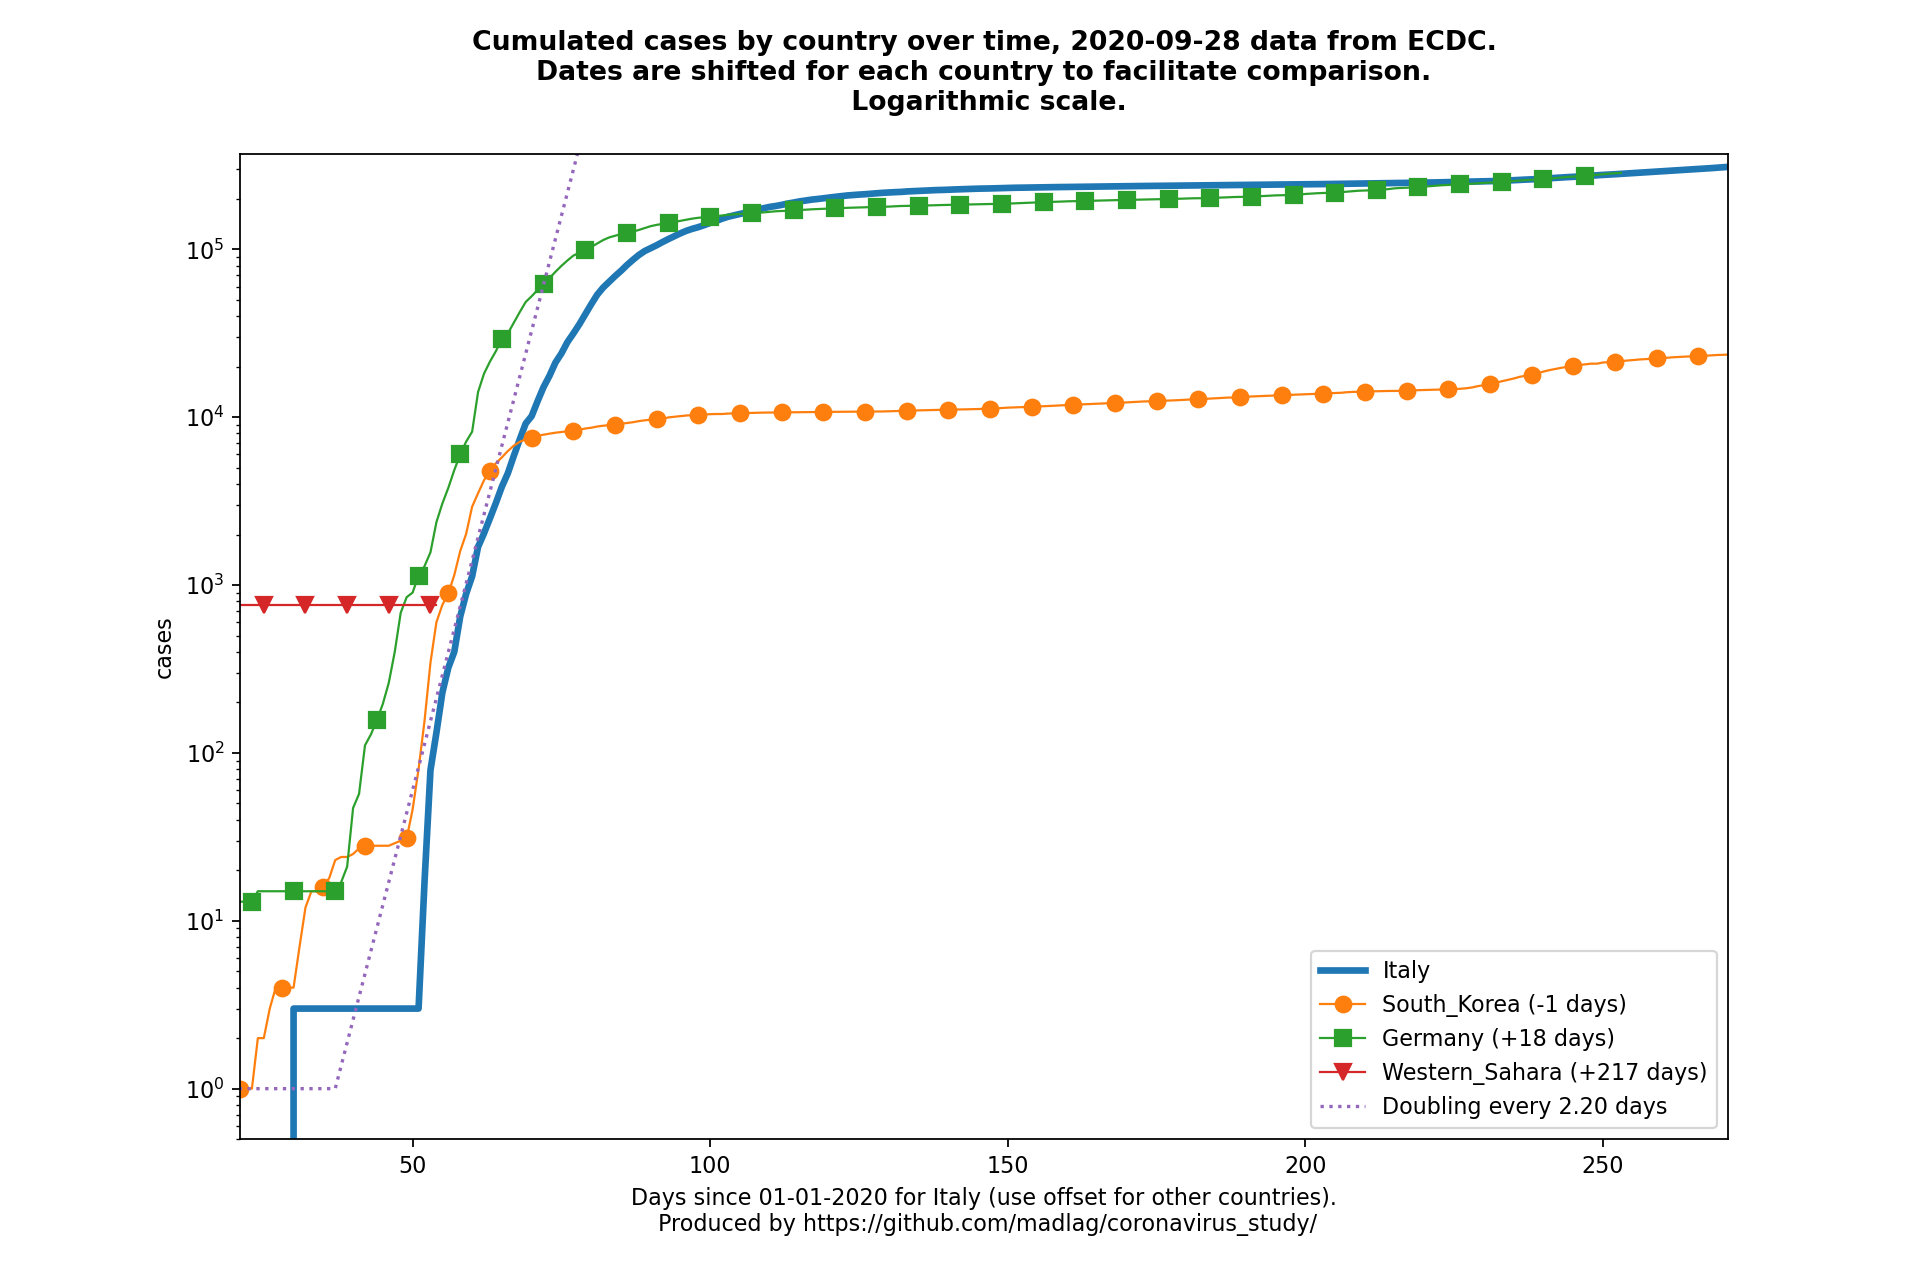 Cumulated cases by country over time, 2020-09-28 data from ECDC.
Dates are shifted for each country to facilitate comparison.
Logarithmic scale.
10^5
10^4
10^3
10^2
10^1
10^0
cases
Italy
South_Korea (-1 days)
Germany (+18 days)
Western_Sahara (+217 days)
Doubling every 2.20 days
50 100 150 200 250
Days since 01-01-2020 for Italy (use offset for other countries).
Produced by https://github.com/madlag/coronavirus_study/